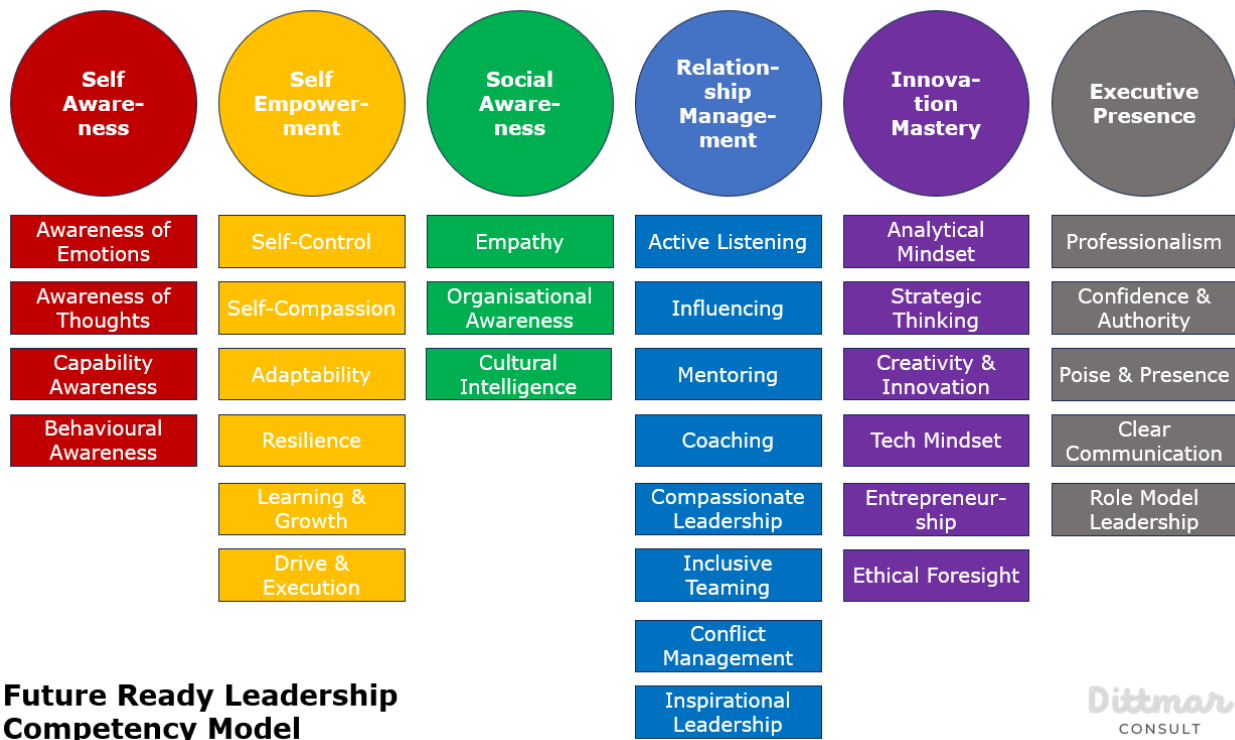 Self
Aware-
ness
Self
Empower-
ment
Social
Aware-
ness
Relation-
ship
Manage-
ment
Innova-
tion
Mastery
Executive
Presence
Awareness of
Emotions
Awareness of
Thoughts
Capability
Awareness
Behavioural
Awareness
Self-Control
Self-Compassion
Adaptability
Resilience
Learning &
Growth
Drive &
Execution
Empathy
Organisational
Awareness
Cultural
Intelligence
Active Listening
Influencing
Mentoring
Coaching
Compassionate
Leadership
Inclusive
Teaming
Conflict
Management
Inspirational
Leadership
Analytical
Mindset
Strategic
Thinking
Creativity &
Innovation
Tech Mindset
Entrepreneur-
ship
Ethical Foresight
Professionalism
Confidence &
Authority
Poise & Presence
Clear
Communication
Role Model
Leadership
Future Ready Leadership
Competency Model
Dittmar
CONSULT